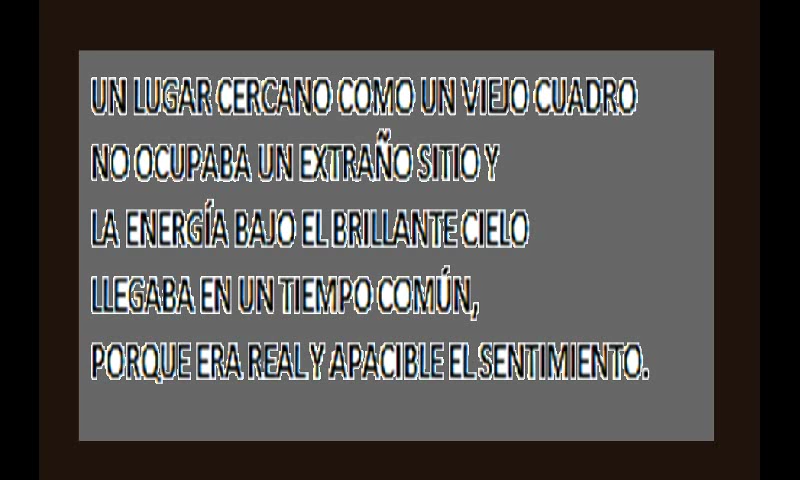 UN LUGAR CERCANO COMO UN VIEJO CUADRO
NO OCUPABA UN EXTRAÑO SITIO Y
LA ENERGÍA BAJO EL BRILLANTE CIELO
LLEGABA EN UN TIEMPO COMÚN,
PORQUE ERA REAL Y APACIBLE EL SENTIMIENTO.